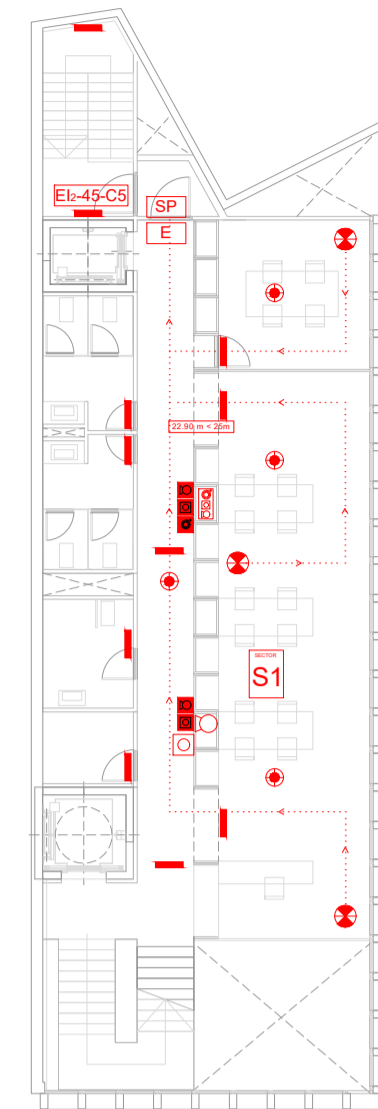 EI₂-45-C5
SP
E
22.90 m < 25m
SECTOR
S1